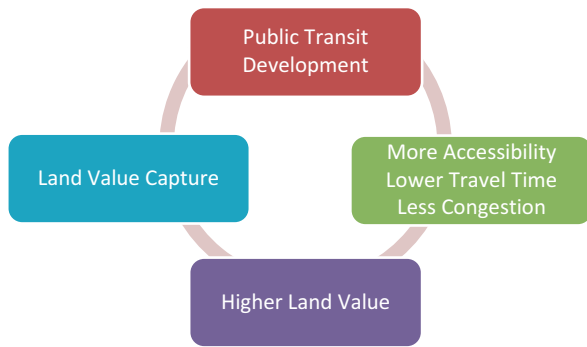 Public Transit
Development
More Accessibility
Lower Travel Time
Less Congestion
Higher Land Value
Land Value Capture